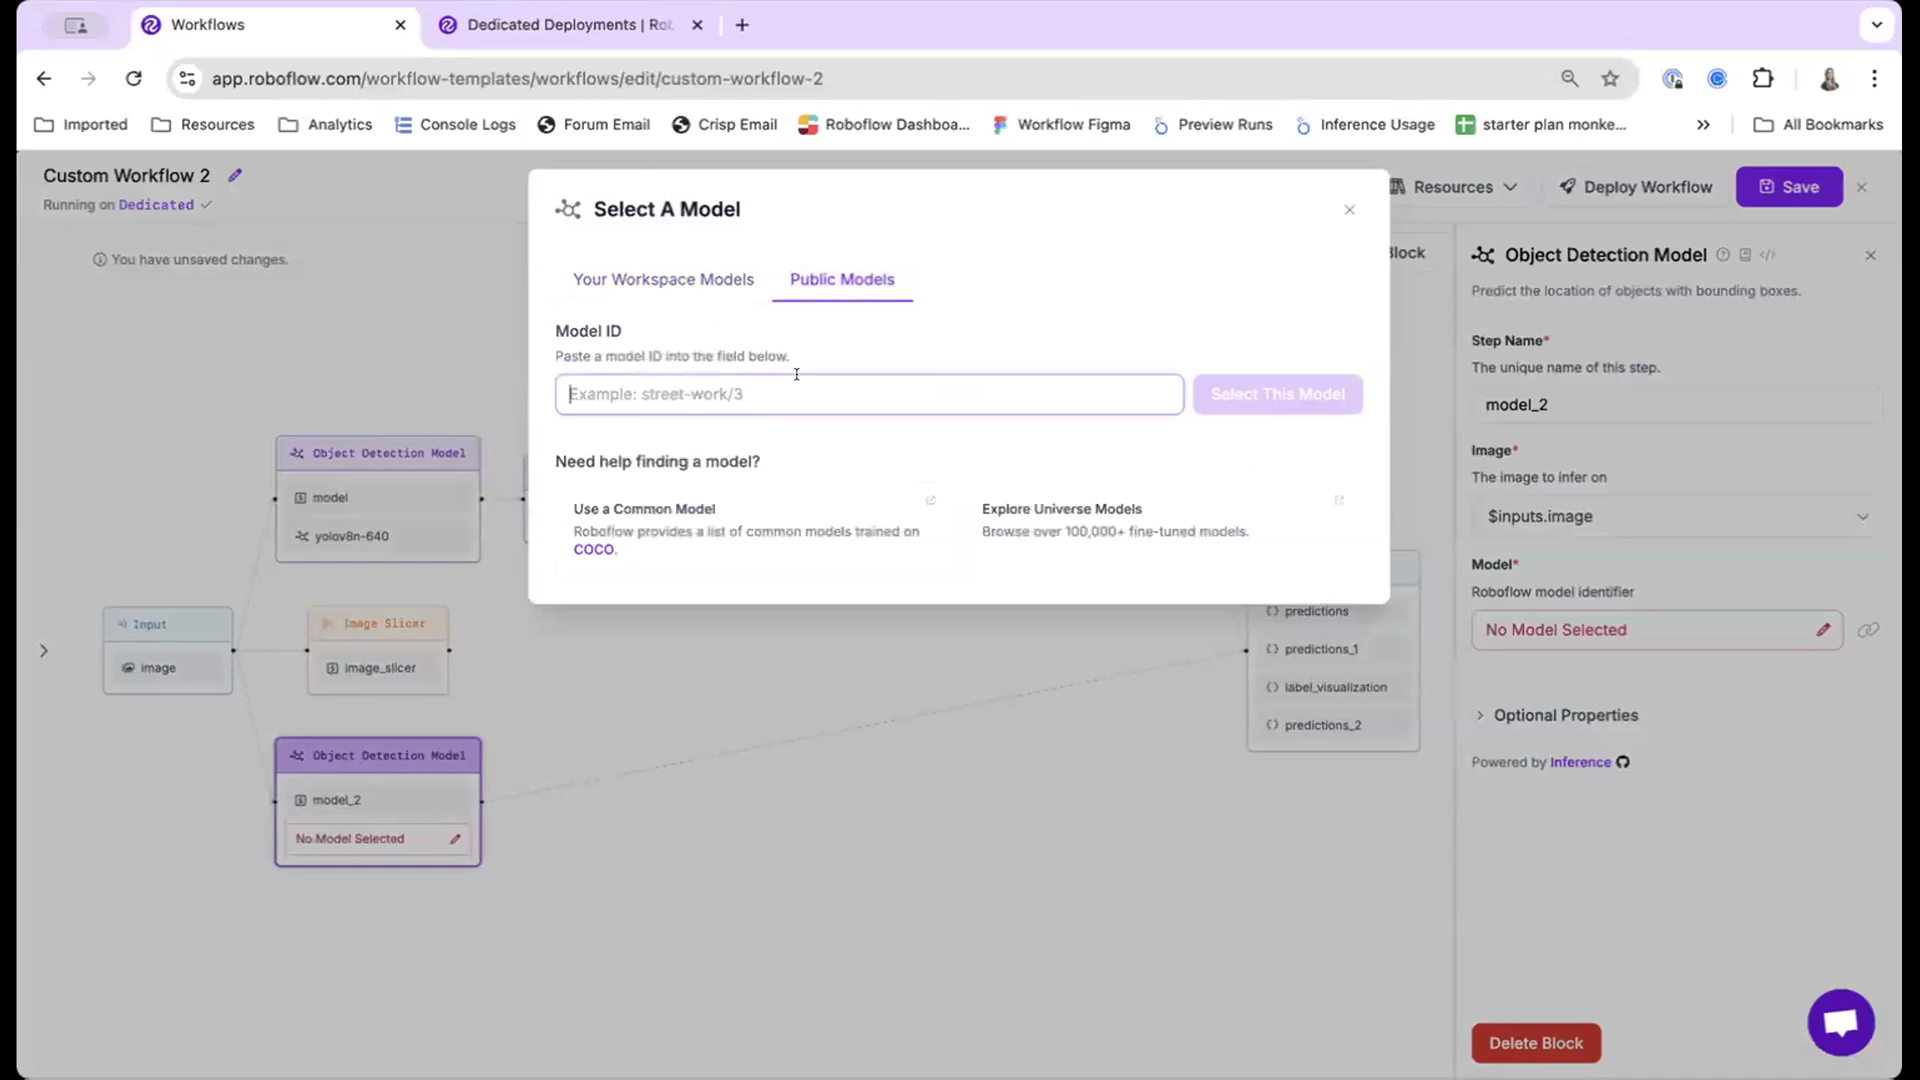 Workflows
Dedicated Deployments | Rob
app.roboflow.com/workflow-templates/workflows/edit/custom-workflow-2
Imported
Resources
Analytics
Console Logs
Forum Email
Crisp Email
Roboflow Dashboa...
Workflow Figma
Preview Runs
Inference Usage
starter plan monke...
All Bookmarks
Custom Workflow 2
Running on Dedicated
Resources
Deploy Workflow
Save
You have unsaved changes.
Select A Model
Your Workspace Models
Public Models
Model ID
Paste a model ID into the field below.
Example: street-work/3
Select This Model
Need help finding a model?
Use a Common Model
Roboflow provides a list of common models trained on
COCO.
Explore Universe Models
Browse over 100,000+ fine-tuned models.
Block
Object Detection Model
model
yolov8n-640
Input
image
Image Slicer
image_slicer
Object Detection Model
model_2
No Model Selected
predictions
predictions_1
label_visualization
predictions_2
Object Detection Model
Predict the location of objects with bounding boxes.
Step Name*
The unique name of this step.
model_2
Image*
The image to infer on
$inputs.image
Model*
Roboflow model identifier
No Model Selected
Optional Properties
Powered by Inference
Delete Block